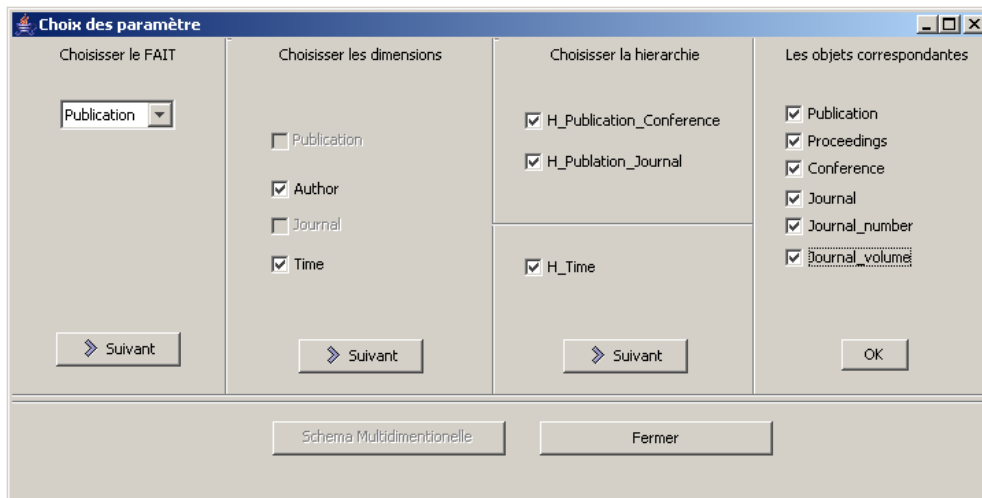 Choix des paramètre
Choisisser le FAIT
Publication
Suivant
Choisisser les dimensions
Publication
Author
Journal
Time
Suivant
Choisisser la hierarchie
H_Publication_Conference
H_Publation_Journal
H_Time
Suivant
Les objets correspondantes
Publication
Proceedings
Conference
Journal
Journal_number
Journal_volume
OK
Schema Multidimentionelle
Fermer